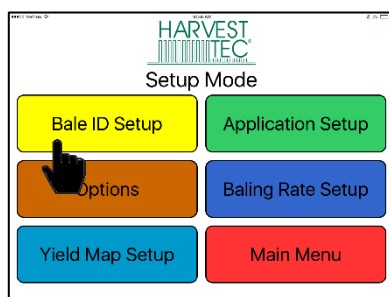 HARVEST
TEC
Setup Mode
Bale ID Setup
Application Setup
Options
Baling Rate Setup
Yield Map Setup
Main Menu